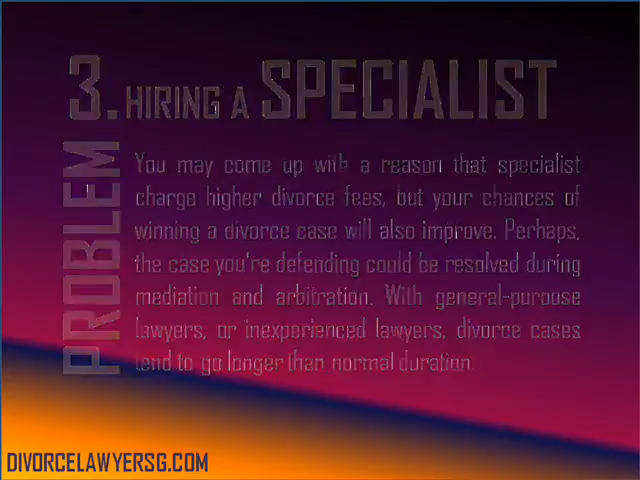 3. HIRING A SPECIALIST
PROBLEM
You may come up with a reason that specialist
charge higher divorce fees, but your chances of
winning a divorce case will also improve. Perhaps,
the case you're defending could be resolved during
mediation and arbitration. With general-purpose
lawyers, or inexperienced lawyers, divorce cases
tend to go longer than normal duration.
DIVORCELAWYERSG.COM